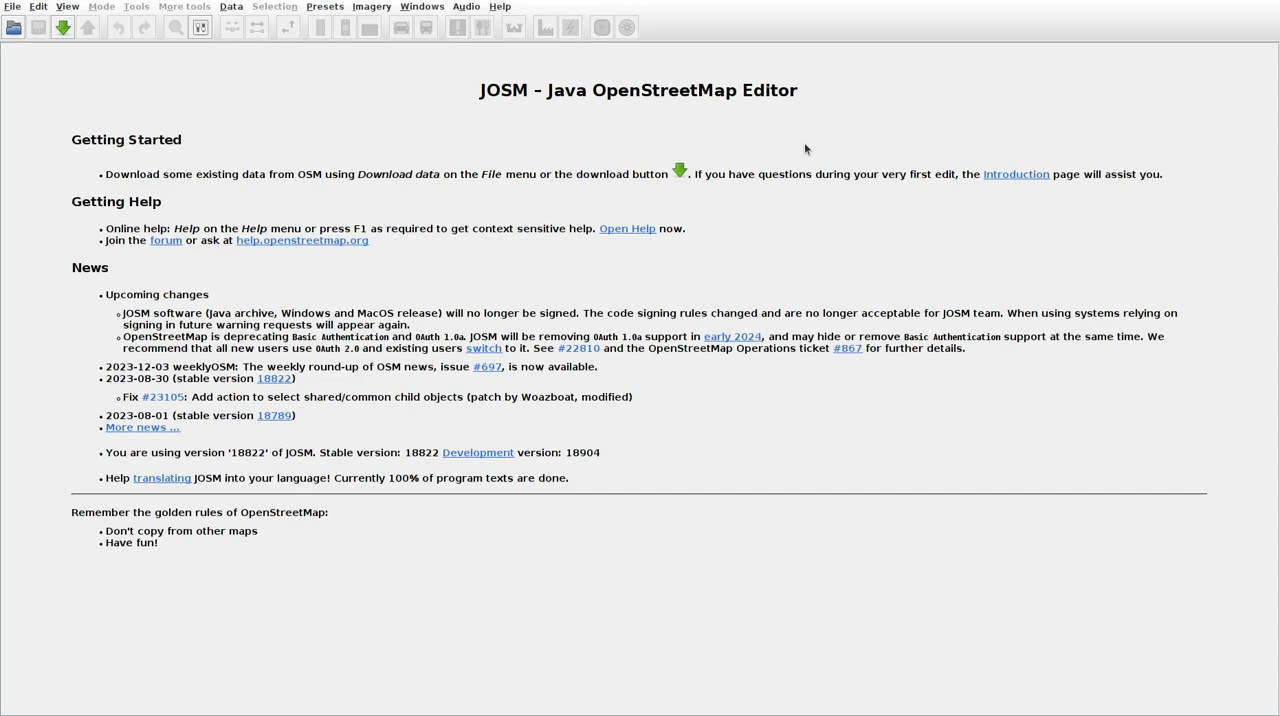 File Edit View Mode Tools More tools Data Selection Presets Imagery Windows Audio Help
JOSM – Java OpenStreetMap Editor
Getting Started
• Download some existing data from OSM using Download data on the File menu or the download button . If you have questions during your very first edit, the Introduction page will assist you.
Getting Help
• Online help: Help on the Help menu or press F1 as required to get context sensitive help. Open Help now.
• Join the forum or ask at help.openstreetmap.org
News
• Upcoming changes
◦ JOSM software (Java archive, Windows and MacOS release) will no longer be signed. The code signing rules changed and are no longer acceptable for JOSM team. When using systems relying on
signing in future warning requests will appear again.
◦ OpenStreetMap is deprecating Basic Authentication and OAuth 1.0a. JOSM will be removing OAuth 1.0a support in early 2024, and may hide or remove Basic Authentication support at the same time. We
recommend that all new users use OAuth 2.0 and existing users switch to it. See #22810 and the OpenStreetMap Operations ticket #867 for further details.
• 2023-12-03 weeklyOSM: The weekly round-up of OSM news, issue #697, is now available.
• 2023-08-30 (stable version 18822)
◦ Fix #23105: Add action to select shared/common child objects (patch by Woazboat, modified)
• 2023-08-01 (stable version 18789)
• More news ...
• You are using version '18822' of JOSM. Stable version: 18822 Development version: 18904
• Help translating JOSM into your language! Currently 100% of program texts are done.
Remember the golden rules of OpenStreetMap:
• Don't copy from other maps
• Have fun!